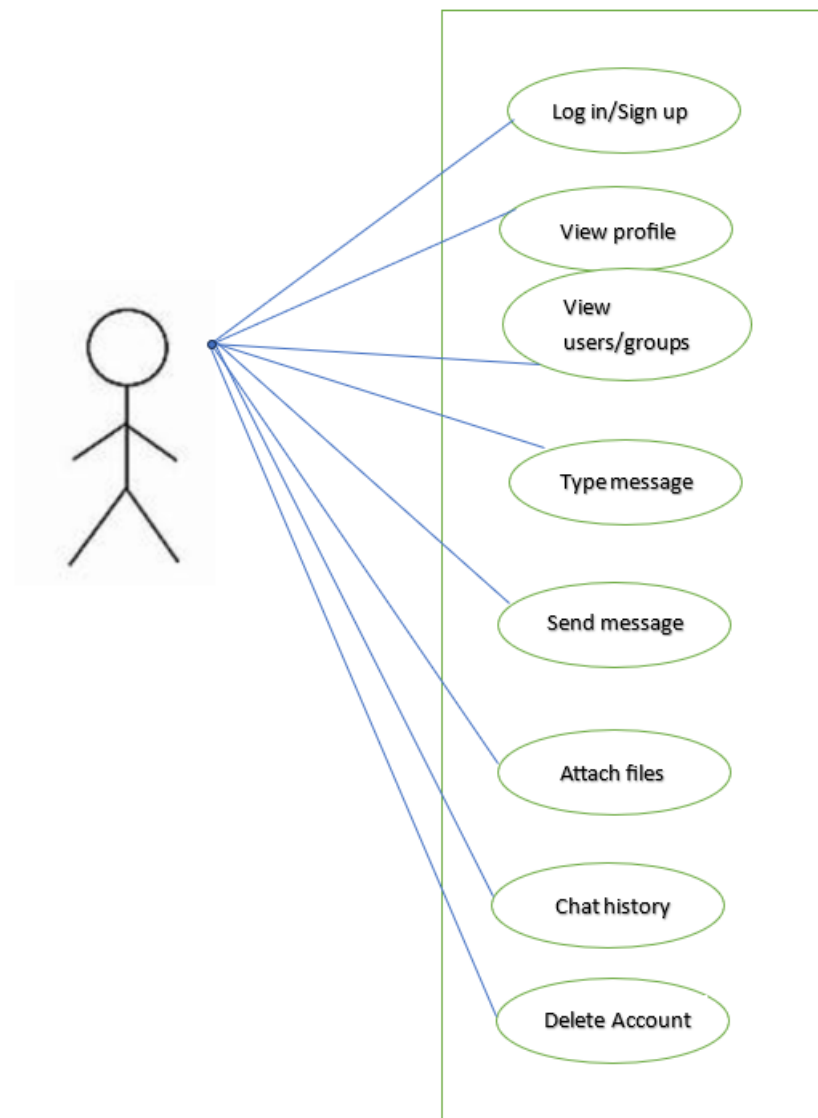 Log in/Sign up
View profile
View
users/groups
Type message
Send message
Attach files
Chat history
Delete Account